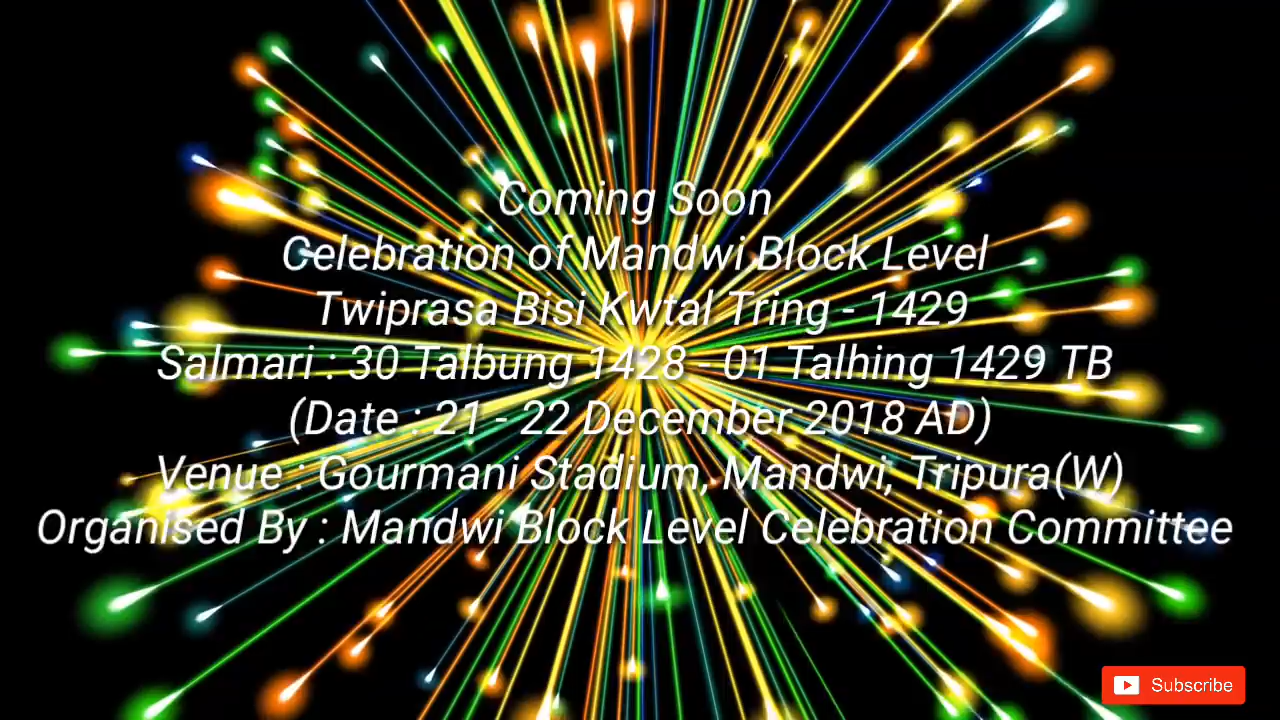 Coming Soon
Celebration of Mandwi Block Level
Twiprasa Bisi Kwtal Tring - 1429
Salmari : 30 Talbung 1428 - 01 Talhing 1429 TB
(Date : 21 - 22 December 2018 AD)
Venue : Gourmani Stadium, Mandwi, Tripura(W)
Organised By : Mandwi Block Level Celebration Committee
Subscribe